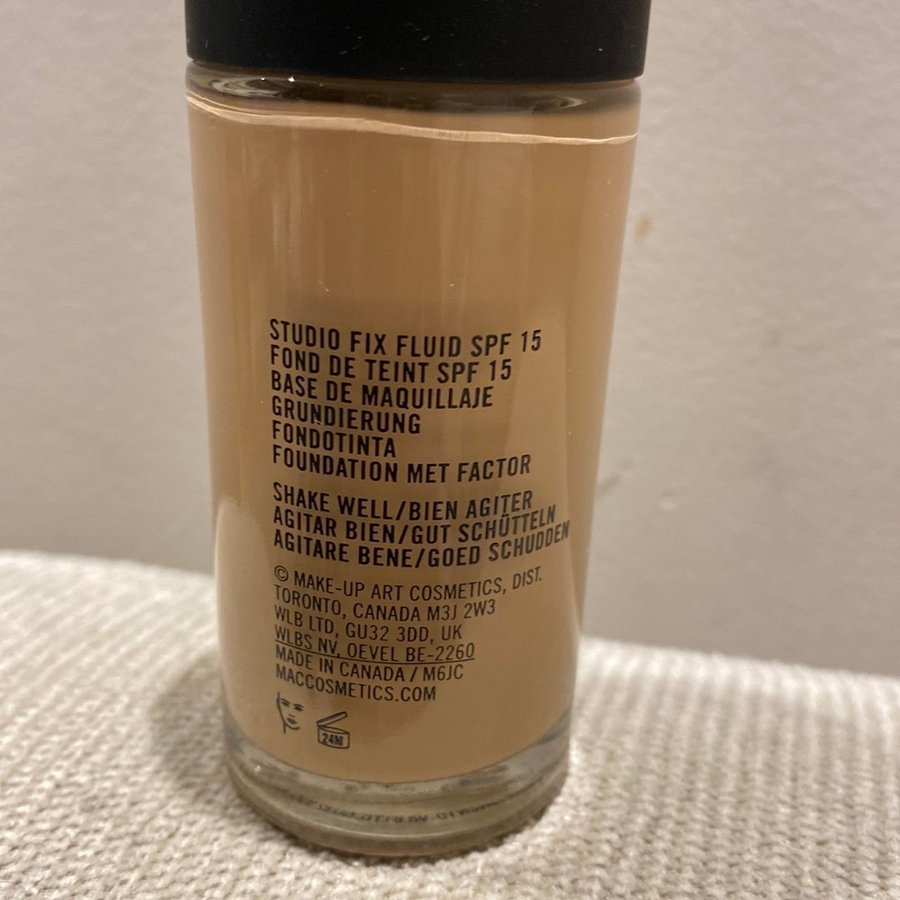 STUDIO FIX FLUID SPF 15
FOND DE TEINT SPF 15
BASE DE MAQUILLAJE
GRUNDIERUNG
FONDOTINTA
FOUNDATION MET FACTOR
SHAKE WELL/BIEN AGITER
AGITAR BIEN/GUT SCHÜTTELN
AGITARE BENE/GOED SCHUDDEN
© MAKE-UP ART COSMETICS, DIST.
TORONTO, CANADA M3J 2W3
WLB LTD, GU32 3DD, UK
WLBS NV, OEVEL BE-2260
MADE IN CANADA / M6JC
MACCOSMETICS.COM
24M